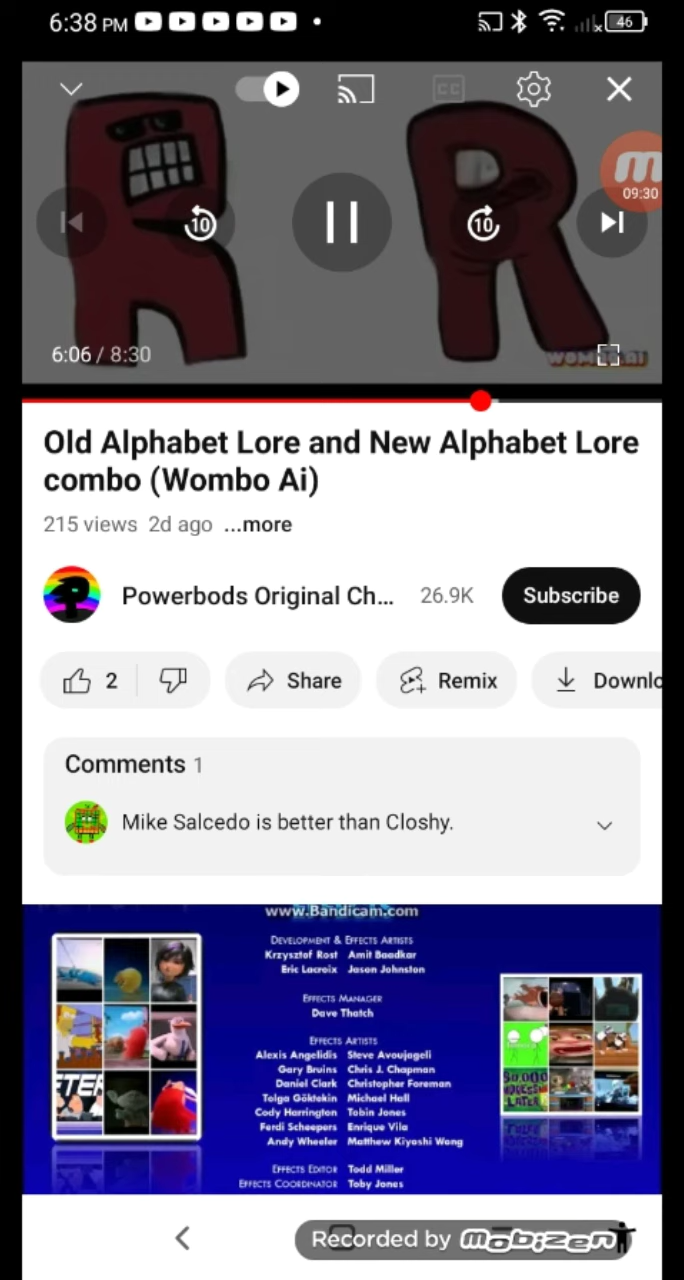 6:38 PM
46
CC
09:30
10
10
6:06 / 8:30
WOMBO.AI
Old Alphabet Lore and New Alphabet Lore
combo (Wombo Ai)
215 views 2d ago ...more
Powerbods Original Ch... 26.9K Subscribe
2 Share Remix Downlo
Comments 1
Mike Salcedo is better than Closhy.
www.Bandicam.com
Development & Effects Artists
Krzysztof Rost Amit Baadkar
Eric Lacroix Jason Johnston
Effects Manager
Dave Thatch
Effects Artists
Alexis Angelidis Steve Avoujageli
Gary Bruins Chris J. Chapman
Daniel Clark Christopher Foreman
Tolga Göktekin Michael Hall
Cody Harrington Tobin Jones
Ferdi Scheepers Enrique Vila
Andy Wheeler Matthew Kiyoshi Wong
Effects Editor Todd Miller
Effects Coordinator Toby Jones
Recorded by mobizen